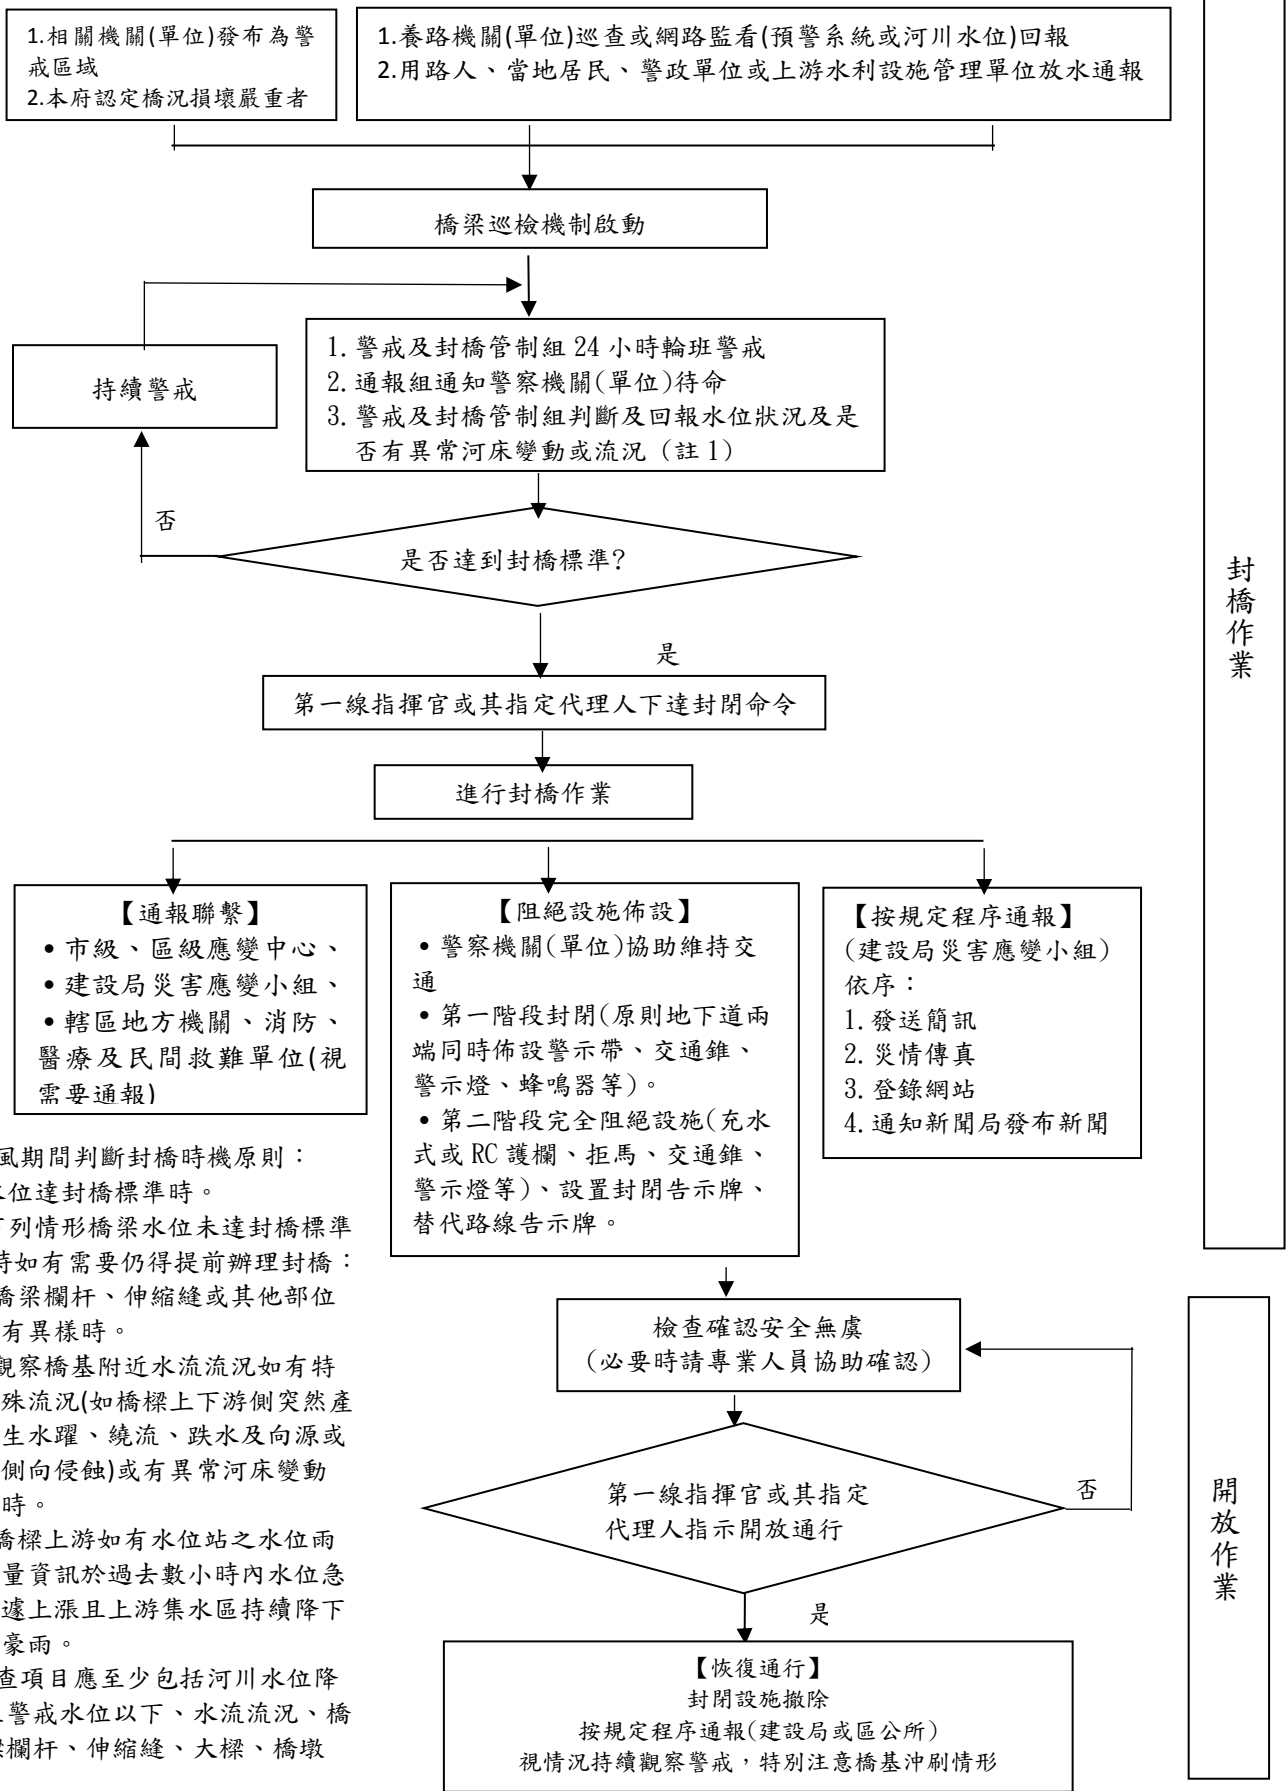 1.相關機關(單位)發布為警
戒區域
2.本府認定橋況損壞嚴重者
1.養路機關(單位)巡查或網路監看(預警系統或河川水位)回報
2.用路人、當地居民、警政單位或上游水利設施管理單位放水通報
橋梁巡檢機制啟動
持續警戒
1. 警戒及封橋管制組 24 小時輪班警戒
2. 通報組通知警察機關(單位)待命
3. 警戒及封橋管制組判斷及回報水位狀況及是
否有異常河床變動或流況（註 1）
否
是否達到封橋標準?
是
第一線指揮官或其指定代理人下達封閉命令
進行封橋作業
封橋作業
【通報聯繫】
• 市級、區級應變中心、
• 建設局災害應變小組、
• 轄區地方機關、消防、
醫療及民間救難單位(視
需要通報)
【阻絕設施佈設】
• 警察機關(單位)協助維持交
通
• 第一階段封閉(原則地下道兩
端同時佈設警示帶、交通錐、
警示燈、蜂鳴器等)。
• 第二階段完全阻絕設施(充水
式或 RC 護欄、拒馬、交通錐、
警示燈等)、設置封閉告示牌、
替代路線告示牌。
【按規定程序通報】
(建設局災害應變小組)
依序：
1. 發送簡訊
2. 災情傳真
3. 登錄網站
4. 通知新聞局發布新聞
風期間判斷封橋時機原則：
水位達封橋標準時。
下列情形橋梁水位未達封橋標準
時如有需要仍得提前辦理封橋：
橋梁欄杆、伸縮縫或其他部位
有異樣時。
觀察橋基附近水流流況如有特
殊流況(如橋樑上下游側突然產
生水躍、繞流、跌水及向源或
側向侵蝕)或有異常河床變動
時。
橋樑上游如有水位站之水位雨
量資訊於過去數小時內水位急
遽上漲且上游集水區持續降下
豪雨。
查項目應至少包括河川水位降
警戒水位以下、水流流況、橋
欄杆、伸縮縫、大樑、橋墩
檢查確認安全無虞
(必要時請專業人員協助確認)
第一線指揮官或其指定
代理人指示開放通行
否
是
開放作業
【恢復通行】
封閉設施撤除
按規定程序通報(建設局或區公所)
視情況持續觀察警戒，特別注意橋基沖刷情形